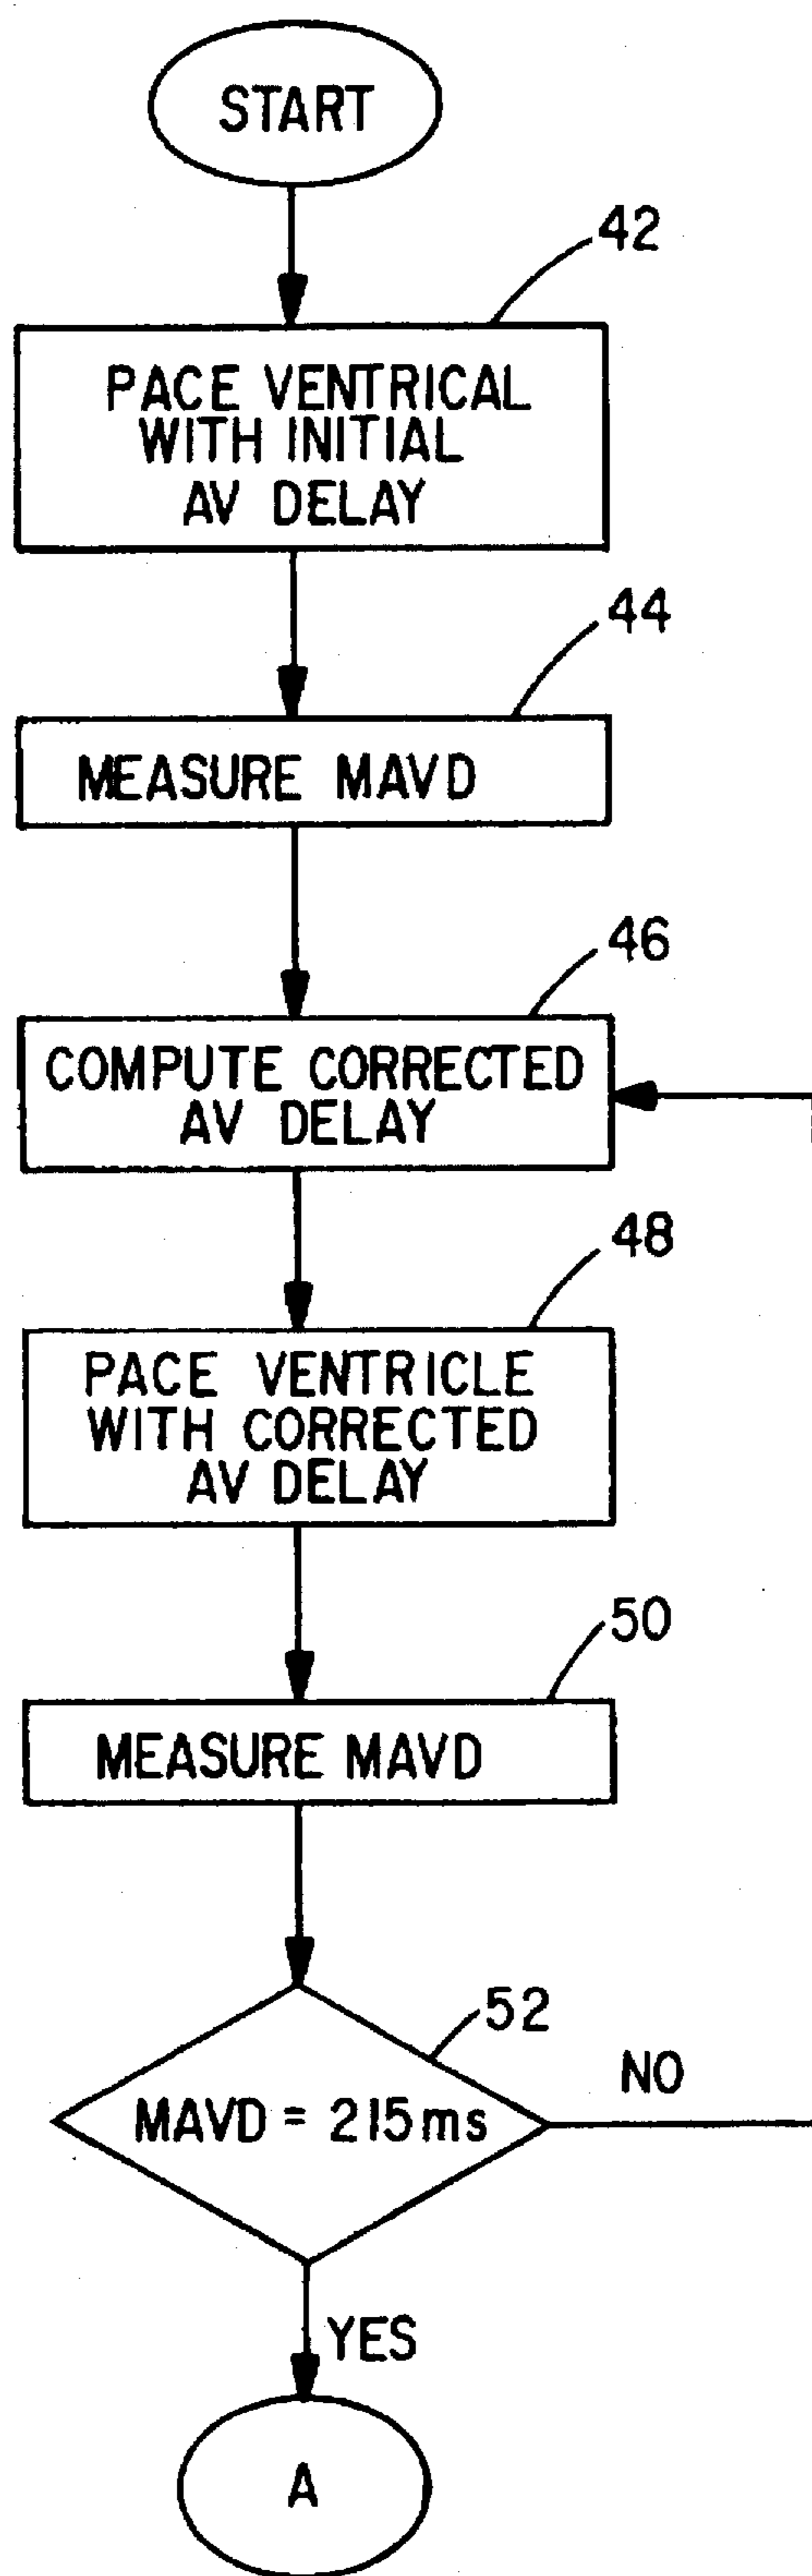 START
42
PACE VENTRICAL
WITH INITIAL
AV DELAY
44
MEASURE MAVD
46
COMPUTE CORRECTED
AV DELAY
48
PACE VENTRICLE
WITH CORRECTED
AV DELAY
50
MEASURE MAVD
52
MAVD = 215ms
NO
YES
A